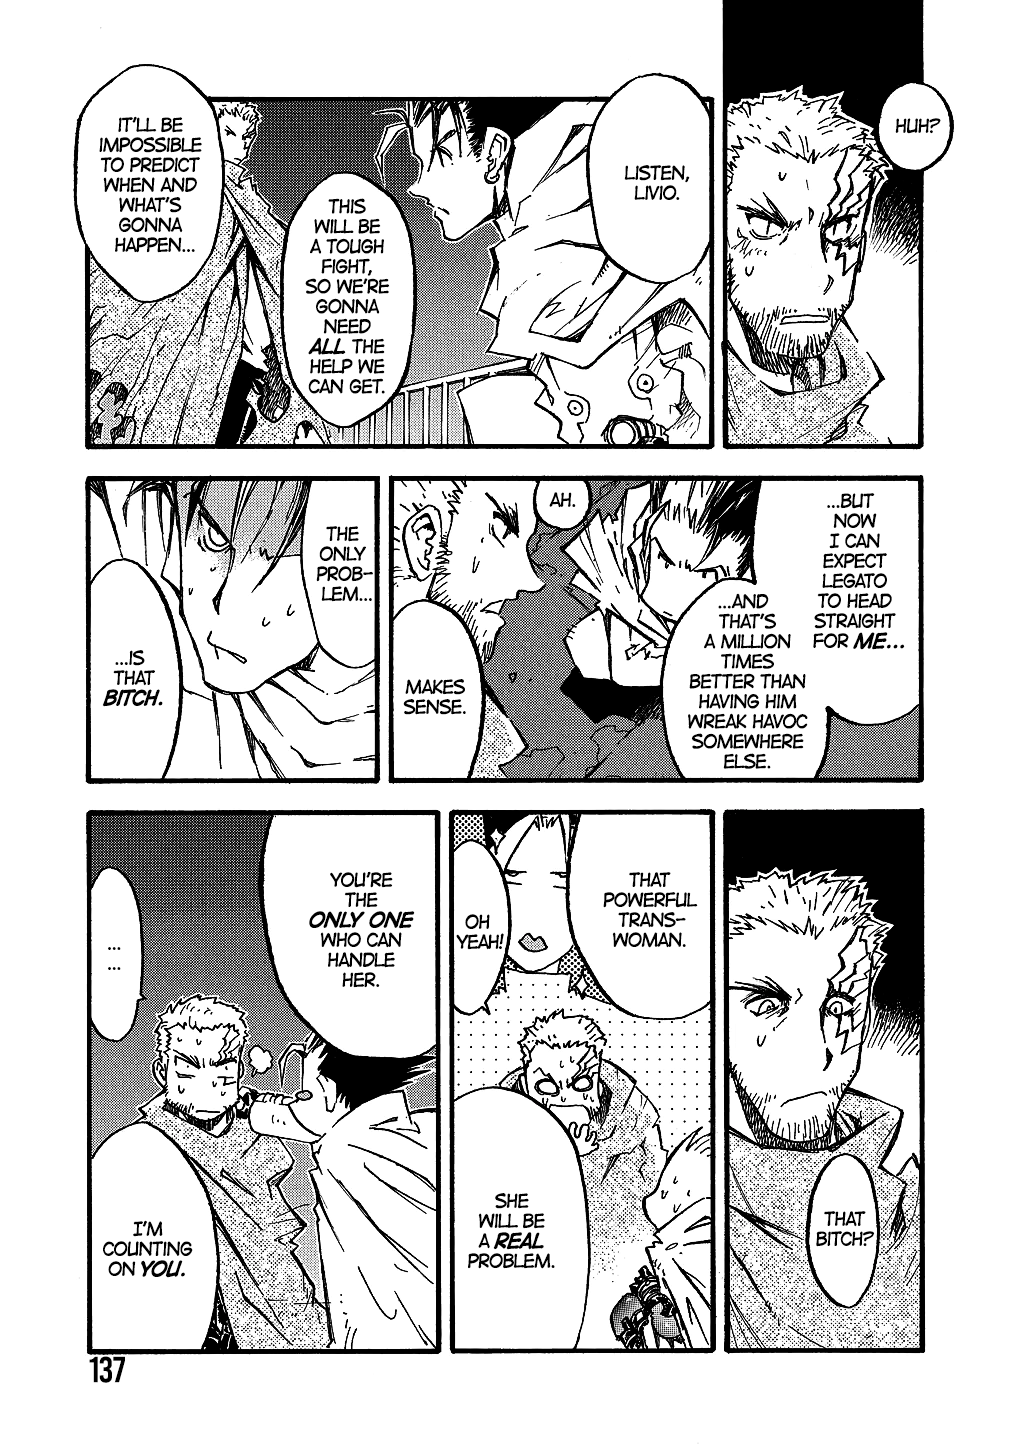 HUH?
LISTEN,
LIVIO.
THIS
WILL BE
A TOUGH
FIGHT,
SO WE'RE
GONNA
NEED
ALL THE
HELP WE
CAN GET.
IT'LL BE
IMPOSSIBLE
TO PREDICT
WHEN AND
WHAT'S
GONNA
HAPPEN...
...BUT
NOW
I CAN
EXPECT
LEGATO
TO HEAD
STRAIGHT
FOR ME...
...AND
THAT'S
A MILLION
TIMES
BETTER THAN
HAVING HIM
WREAK HAVOC
SOMEWHERE
ELSE.
AH.
MAKES
SENSE.
THE
ONLY
PROB-
LEM...
...IS
THAT
BITCH.
THAT
BITCH?
THAT
POWERFUL
TRANS-
WOMAN.
OH
YEAH!
SHE
WILL BE
A REAL
PROBLEM.
YOU'RE
THE
ONLY ONE
WHO CAN
HANDLE
HER.
...
...
I'M
COUNTING
ON YOU.
137